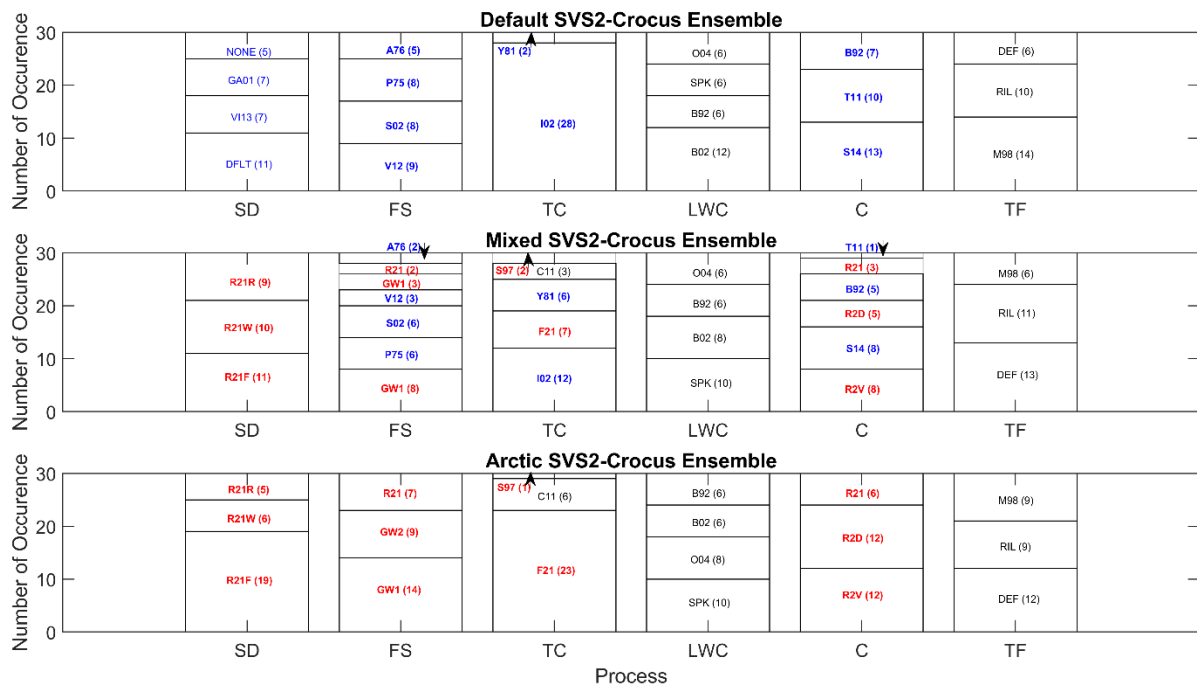 Default SVS2-Crocus Ensemble
Number of Occurence
30
20
10
0
NONE (5)
GA01 (7)
VI13 (7)
DFLT (11)
A76 (5)
P75 (8)
S02 (8)
V12 (9)
Y81 (2)
I02 (28)
O04 (6)
SPK (6)
B92 (6)
B02 (12)
B92 (7)
T11 (10)
S14 (13)
DEF (6)
RIL (10)
M98 (14)
SD FS TC LWC C TF
Mixed SVS2-Crocus Ensemble
Number of Occurence
30
20
10
0
R21R (9)
R21W (10)
R21F (11)
A76 (2)
R21 (2)
GW1 (3)
V12 (3)
S02 (6)
P75 (6)
GW1 (8)
S97 (2)
C11 (3)
Y81 (6)
F21 (7)
I02 (12)
O04 (6)
B92 (6)
B02 (8)
SPK (10)
T11 (1)
R21 (3)
B92 (5)
R2D (5)
S14 (8)
R2V (8)
M98 (6)
RIL (11)
DEF (13)
SD FS TC LWC C TF
Arctic SVS2-Crocus Ensemble
Number of Occurence
30
20
10
0
R21R (5)
R21W (6)
R21F (19)
R21 (7)
GW2 (9)
GW1 (14)
S97 (1)
C11 (6)
F21 (23)
B92 (6)
B02 (6)
O04 (8)
SPK (10)
R21 (6)
R2D (12)
R2V (12)
M98 (9)
RIL (9)
DEF (12)
SD FS TC LWC C TF
Process